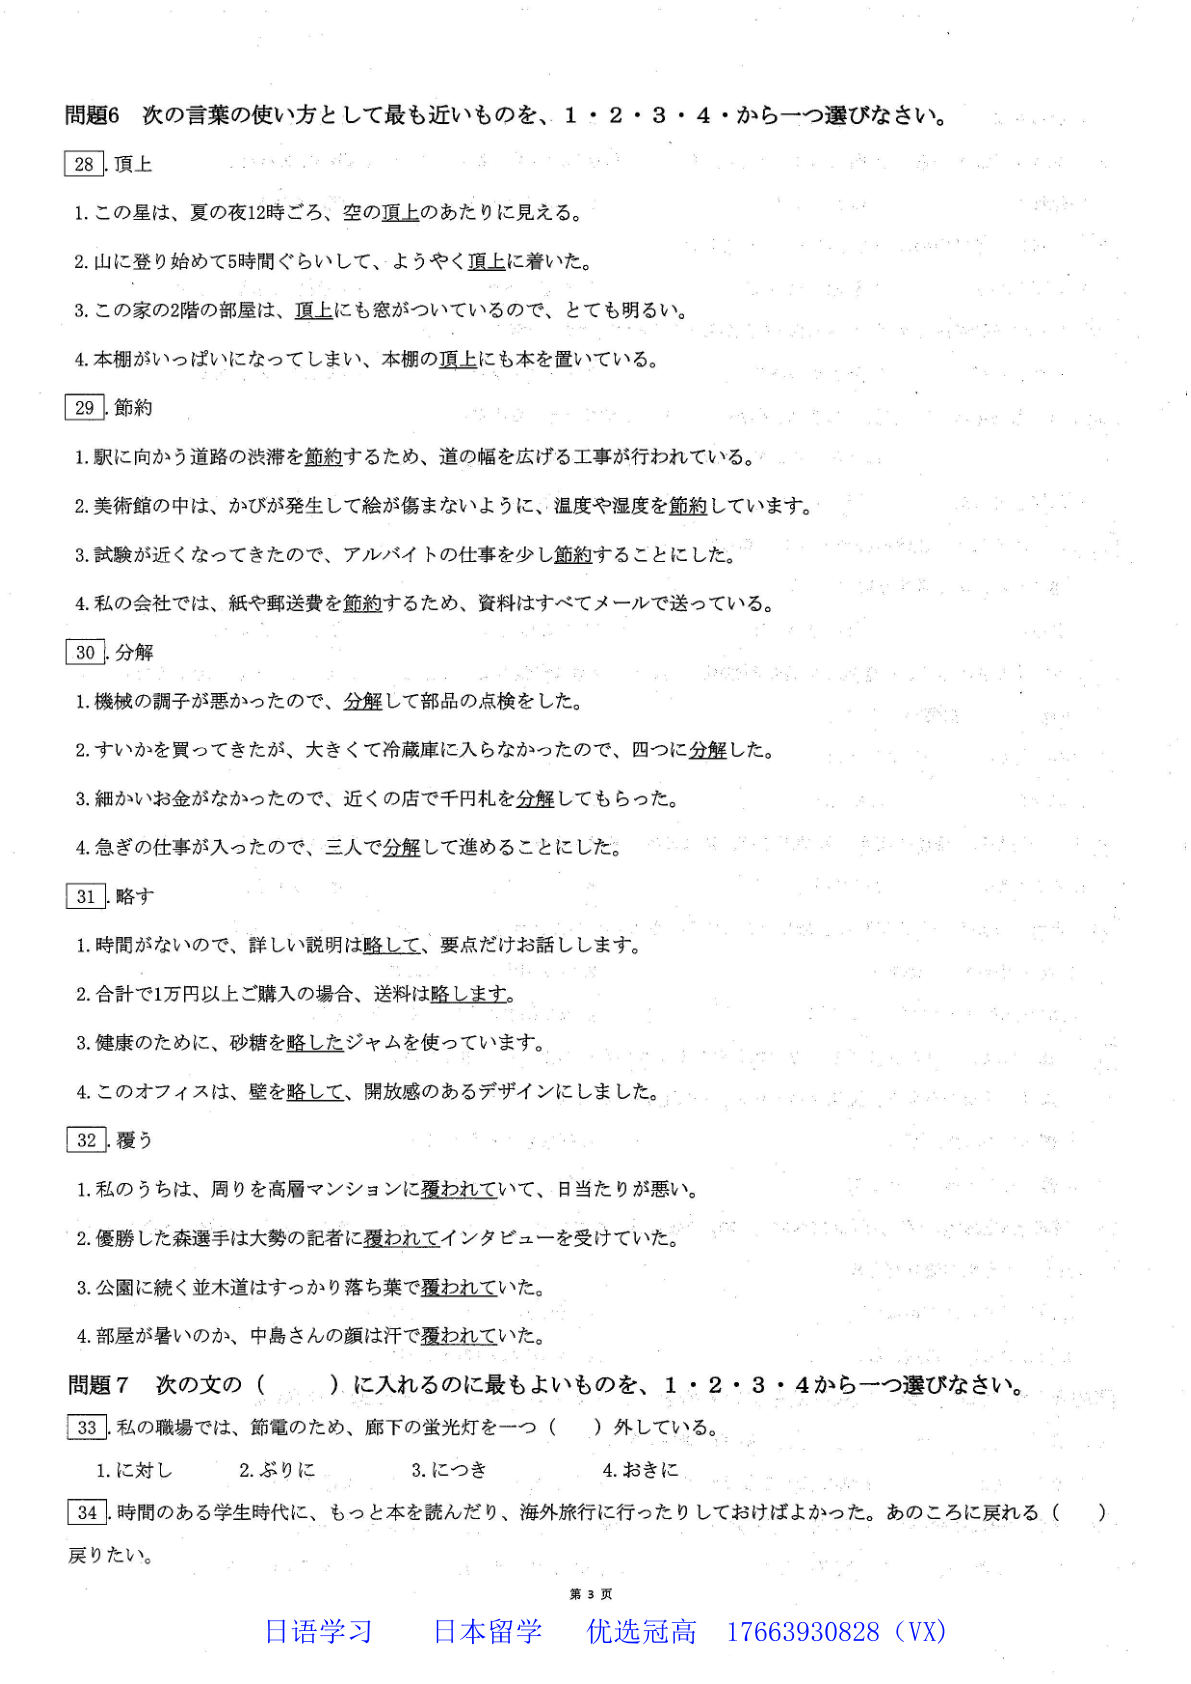 問題6　次の言葉の使い方として最も近いものを、1・2・3・4・から一つ選びなさい。
28.頂上
1.この星は、夏の夜12時ごろ、空の頂上のあたりに見える。
2.山に登り始めて5時間ぐらいして、ようやく頂上に着いた。
3.この家の2階の部屋は、頂上にも窓がついているので、とても明るい。
4.本棚がいっぱいになってしまい、本棚の頂上にも本を置いている。
29.節約
1.駅に向かう道路の渋滞を節約するため、道の幅を広げる工事が行われている。
2.美術館の中は、かびが発生して絵が傷まないように、温度や湿度を節約しています。
3.試験が近くなってきたので、アルバイトの仕事を少し節約することにした。
4.私の会社では、紙や郵送費を節約するため、資料はすべてメールで送っている。
30.分解
1.機械の調子が悪かったので、分解して部品の点検をした。
2.すいかを買ってきたが、大きくて冷蔵庫に入らなかったので、四つに分解した。
3.細かいお金がなかったので、近くの店で千円札を分解してもらった。
4.急ぎの仕事が入ったので、三人で分解して進めることにした。
31.略す
1.時間がないので、詳しい説明は略して、要点だけお話しします。
2.合計で1万円以上ご購入の場合、送料は略します。
3.健康のために、砂糖を略したジャムを使っています。
4.このオフィスは、壁を略して、開放感のあるデザインにしました。
32.覆う
1.私のうちは、周りを高層マンションに覆われていて、日当たりが悪い。
2.優勝した森選手は大勢の記者に覆われてインタビューを受けていた。
3.公園に続く並木道はすっかり落ち葉で覆われていた。
4.部屋が暑いのか、中島さんの顔は汗で覆われていた。
問題７　次の文の（　　　）に入れるのに最もよいものを、1・2・3・4から一つ選びなさい。
33.私の職場では、節電のため、廊下の蛍光灯を一つ（　　）外している。
1.に対し　2.ぶりに　3.につき　4.おきに
34.時間のある学生時代に、もっと本を読んだり、海外旅行に行ったりしておけばよかった。あのころに戻れる（　　）
戻りたい。
第 3 页
日语学习　日本留学　优选冠高　17663930828（VX)